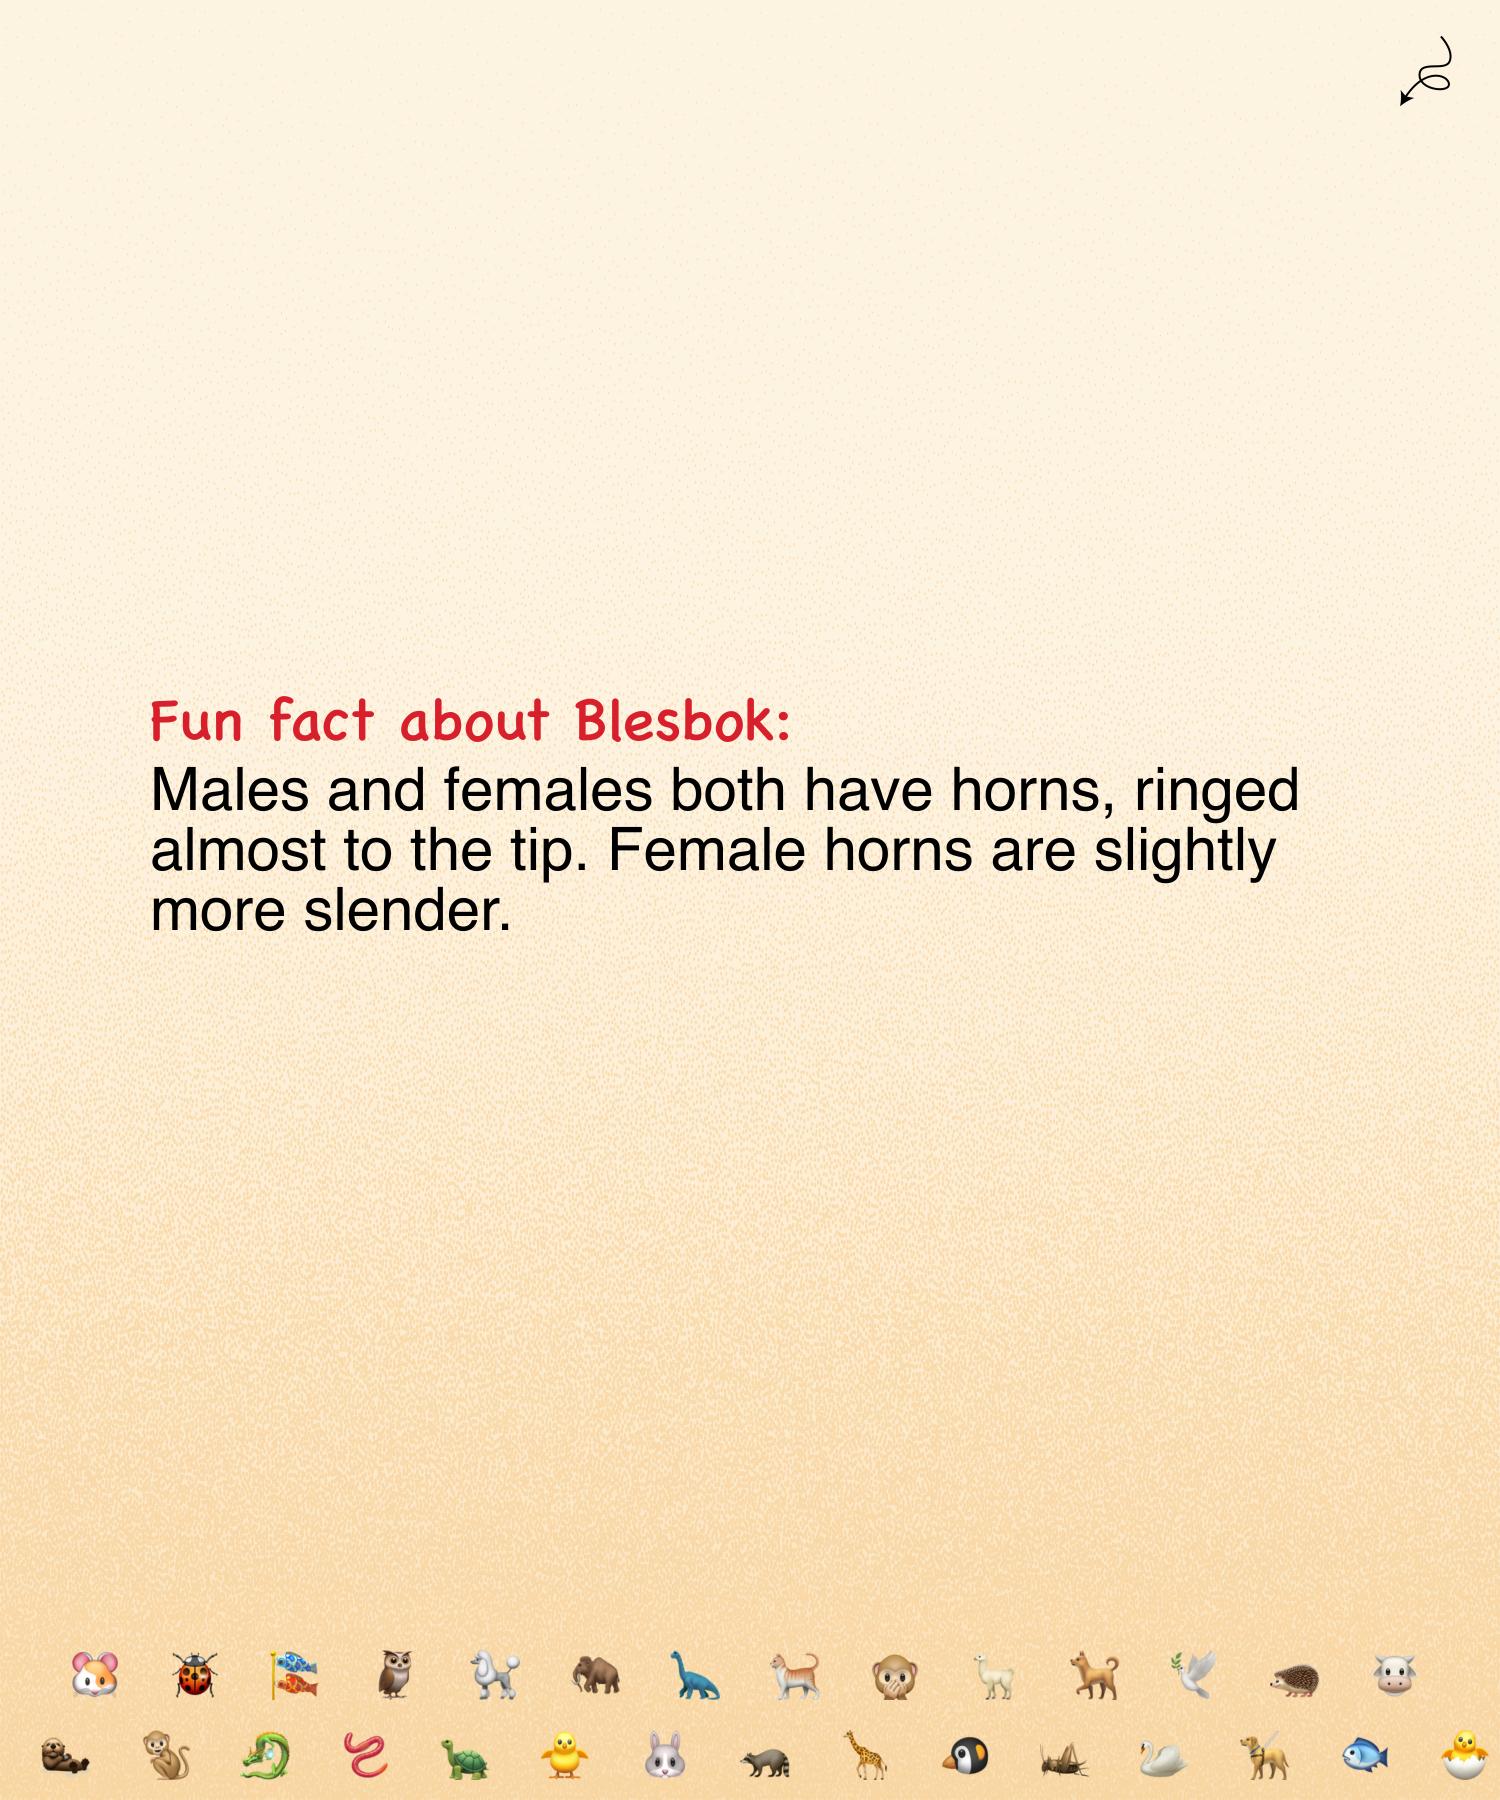 Fun fact about Blesbok:
Males and females both have horns, ringed
almost to the tip. Female horns are slightly
more slender.